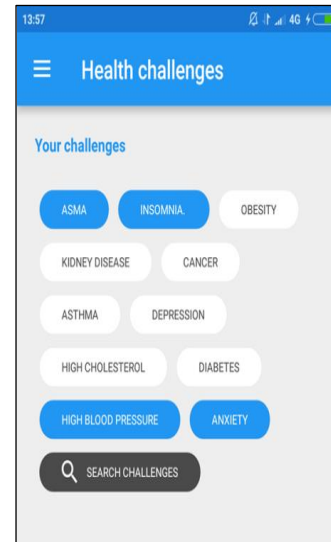 13:57 4G
Health challenges
Your challenges
ASMA INSOMNIA. OBESITY
KIDNEY DISEASE CANCER
ASTHMA DEPRESSION
HIGH CHOLESTEROL DIABETES
HIGH BLOOD PRESSURE ANXIETY
SEARCH CHALLENGES